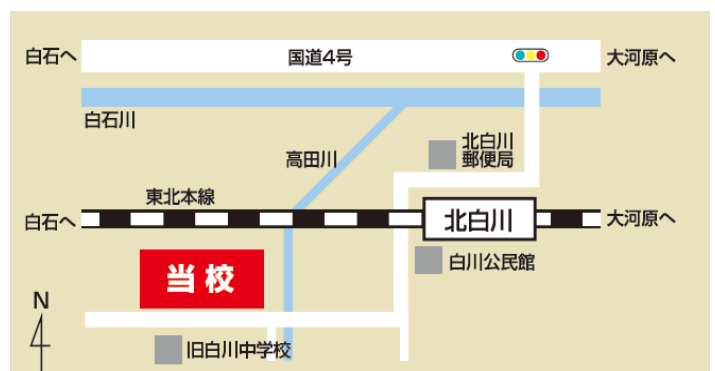 白石へ
国道4号
大河原へ
白石川
高田川
北白川
郵便局
東北本線
白石へ
北白川
大河原へ
当校
白川公民館
N
旧白川中学校